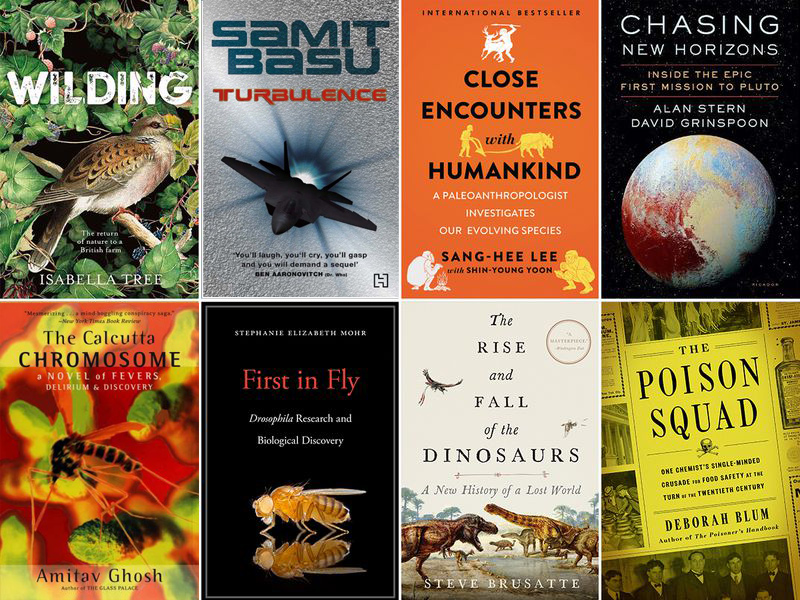 WILDING
The return
of nature to a
British farm
ISABELLA TREE
SAMIT
BASU
TURBULENCE
'You'll laugh, you'll cry, you'll gasp
and you will demand a sequel!'
BEN AARONOVITCH (Dr. Who)
H
INTERNATIONAL BESTSELLER
CLOSE
ENCOUNTERS
with
HUMANKIND
A PALEOANTHROPOLOGIST
INVESTIGATES
OUR EVOLVING SPECIES
SANG-HEE LEE
with SHIN-YOUNG YOON
CHASING
NEW HORIZONS
INSIDE THE EPIC
FIRST MISSION TO PLUTO
ALAN STERN
DAVID GRINSPOON
PICADOR
"Mesmerizing . . . a mind boggling conspiracy saga."
—New York Times Book Review
The Calcutta
CHROMOSOME
a NOVEL of FEVERS,
DELIRIUM & DISCOVERY
Amitav Ghosh
Author of THE GLASS PALACE
STEPHANIE ELIZABETH MOHR
First in Fly
Drosophila Research and
Biological Discovery
The
RISE
and
FALL
of the
DINOSAURS
"A
MASTERPIECE."
—Washington Post
A New History of a Lost World
STEVE BRUSATTE
THE
POISON
SQUAD
ONE CHEMIST'S SINGLE-MINDED
CRUSADE FOR FOOD SAFETY AT THE
TURN OF THE TWENTIETH CENTURY
DEBORAH BLUM
Author of The Poisoner's Handbook